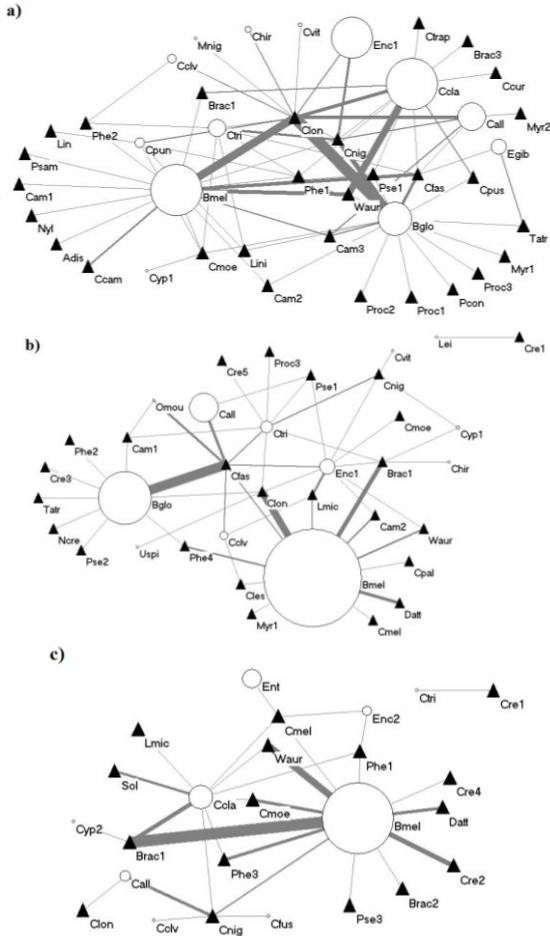 a)
Chir
Cvit
Ctrap
Mnig
Enc1
Brac3
Cclv
Ccla
Ccur
Brac1
Clon
Call
Myr2
Lin
Phe2
Ctri
Cpun
Cnig
Egib
Psam
Phe1
Pse1
Clas
Cpus
Cam1
Bmel
Waur
Nyl
Bglo
Tatr
Adis
Cam3
Ccam
Cyp1
Cmoe
Lini
Myr1
Cam2
Proc3
Pcon
Proc2
Proc1
b)
Lei
Cre1
Proc3
Cvit
Cre5
Pse1
Cnig
Omou
Call
Ctri
Cmoe
Cyp1
Phe2
Cam1
Clas
Enc1
Brac1
Chir
Cre3
Bglo
Clon
Lmic
Tatr
Cam2
Waur
Ncre
Cclv
Pse2
Uspi
Phe4
Bmel
Cpal
Cles
Datt
Myr1
Cmel
c)
Ent
Ctri
Cre1
Cmel
Enc2
Lmic
Waur
Phe1
Sol
Ccla
Cmoe
Cre4
Bmel
Datt
Cyp2
Brac1
Phe3
Cre2
Call
Brac2
Clon
Cclv
Cnig
Cfus
Pse3